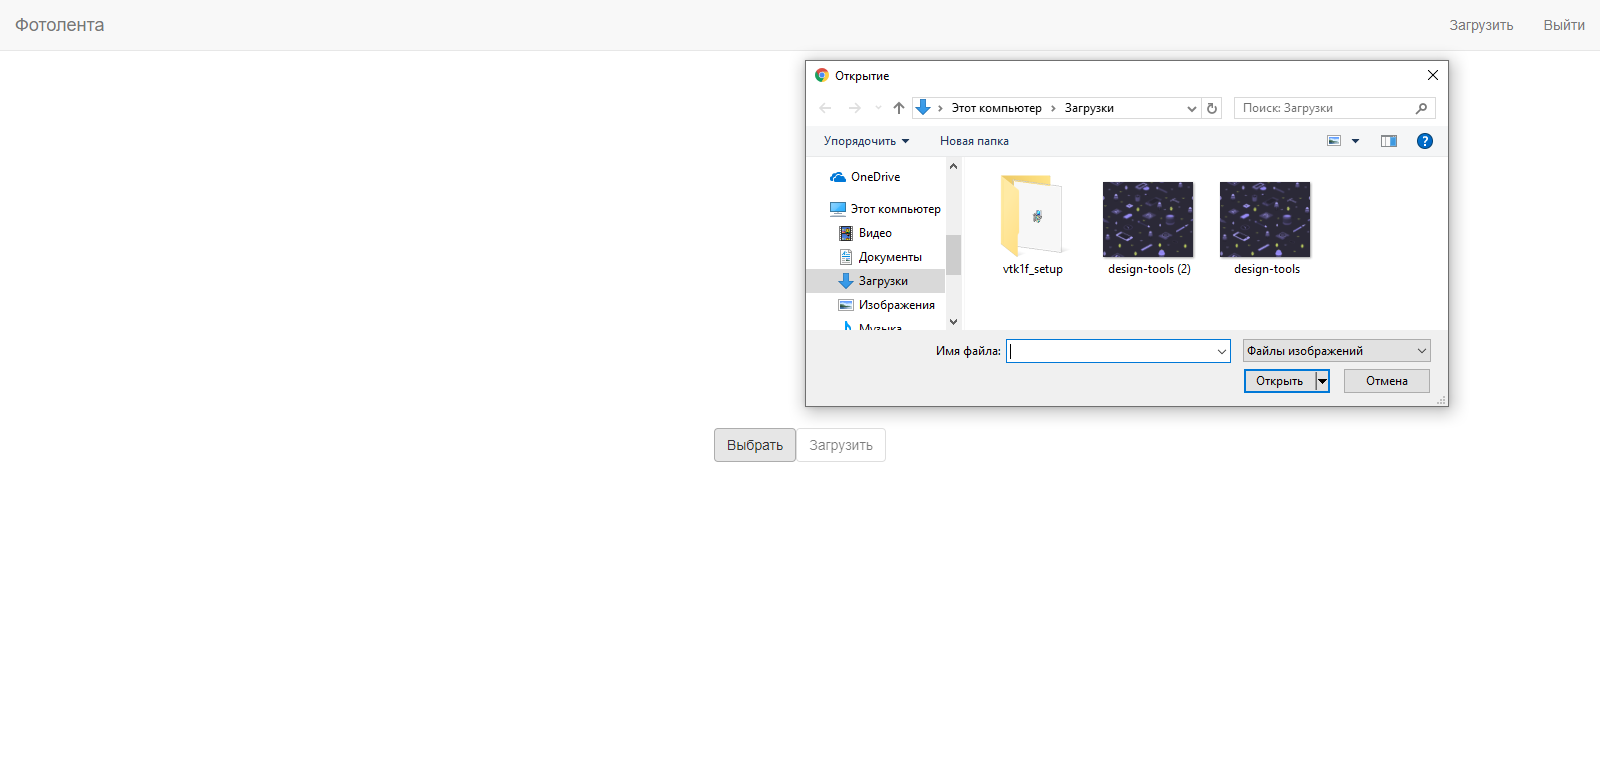 Фотолента
Загрузить
Выйти
Открытие
Этот компьютер
Загрузки
Поиск: Загрузки
Упорядочить
Новая папка
OneDrive
Этот компьютер
Видео
Документы
Загрузки
Изображения
Музыка
vtk1f_setup
design-tools (2)
design-tools
Имя файла:
Файлы изображений
Открыть
Отмена
Выбрать
Загрузить